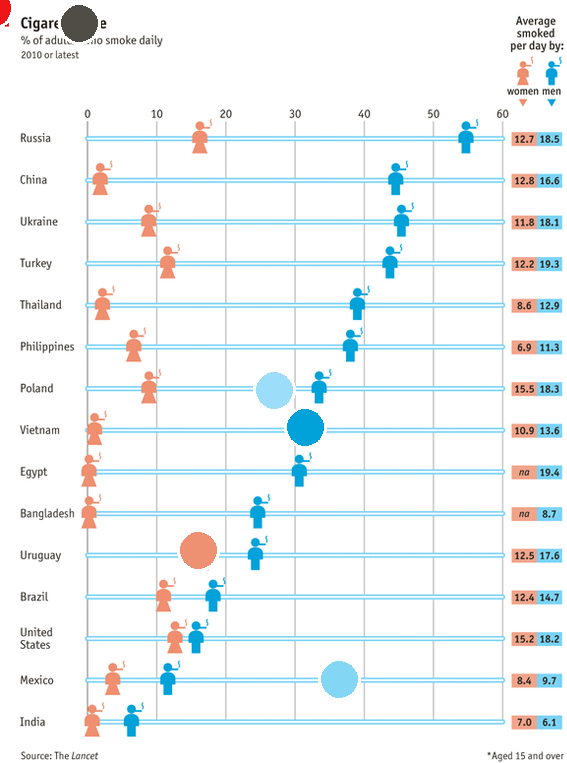 % of smoke daily
2010 or latest
Average
smoked
per day by:
women men
0 10 20 30 40 50 60
Russia 12.7 18.5
China 12.8 16.6
Ukraine 11.8 18.1
Turkey 12.2 19.3
Thailand 8.6 12.9
Philippines 6.9 11.3
Poland 15.5 18.3
Vietnam 10.9 13.6
Egypt na 19.4
Bangladesh na 8.7
Uruguay 12.5 17.6
Brazil 12.4 14.7
United
States 15.2 18.2
Mexico 8.4 9.7
India 7.0 6.1
Source: The Lancet
*Aged 15 and over